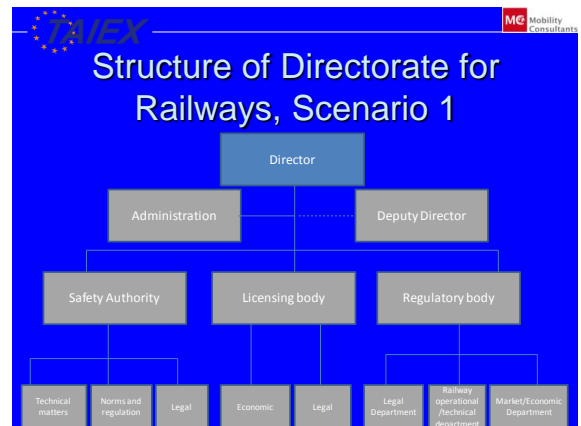 TAIEX
MC Mobility
Consultants
Structure of Directorate for
Railways, Scenario 1
Director
Administration
Deputy Director
Safety Authority
Licensing body
Regulatory body
Technical
matters
Norms and
regulation
Legal
Economic
Legal
Legal
Department
Railway
operational
/technical
department
Market/Economic
Department